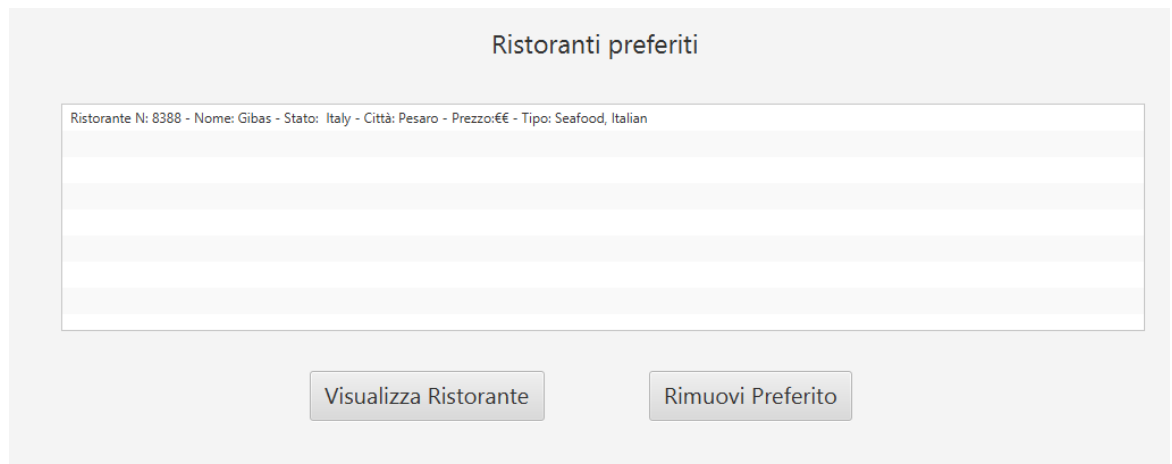 Ristoranti preferiti
Ristorante N: 8388 - Nome: Gibas - Stato:  Italy - Città: Pesaro - Prezzo:€€ - Tipo: Seafood, Italian
Visualizza Ristorante
Rimuovi Preferito